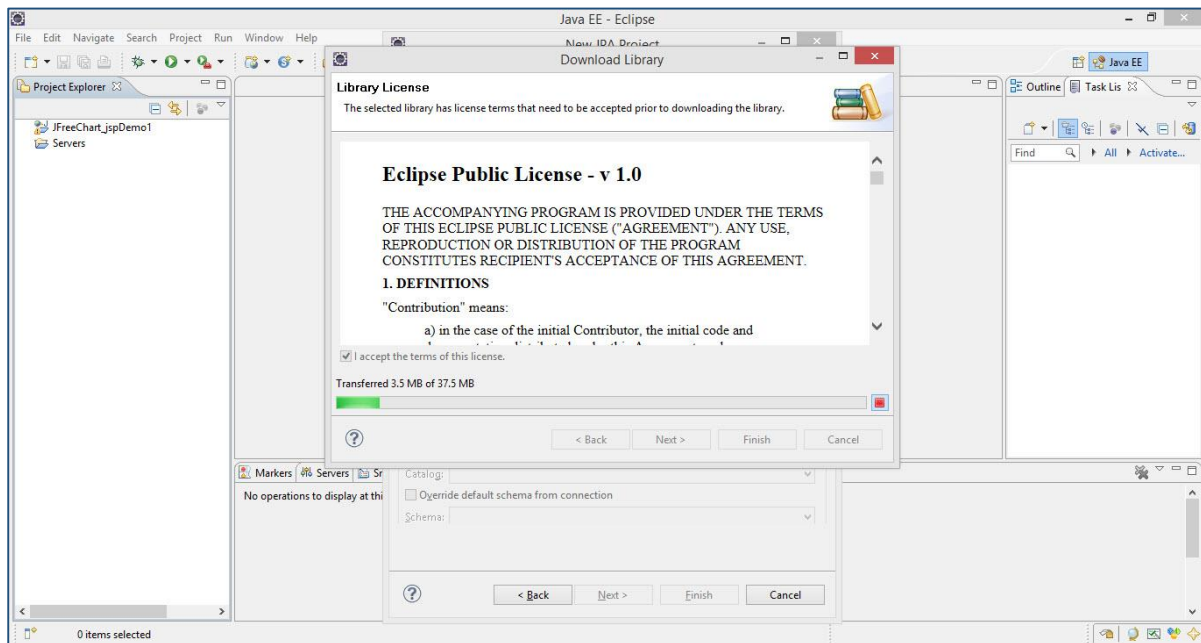 Java EE - Eclipse
File Edit Navigate Search Project Run Window Help
New JPA Project
Download Library
Java EE
Project Explorer
Library License
The selected library has license terms that need to be accepted prior to downloading the library.
Outline Task Lis
JFreeChart_jspDemo1
Servers
Find All Activate...
Eclipse Public License - v 1.0
THE ACCOMPANYING PROGRAM IS PROVIDED UNDER THE TERMS
OF THIS ECLIPSE PUBLIC LICENSE ("AGREEMENT"). ANY USE,
REPRODUCTION OR DISTRIBUTION OF THE PROGRAM
CONSTITUTES RECIPIENT'S ACCEPTANCE OF THIS AGREEMENT.
1. DEFINITIONS
"Contribution" means:
a) in the case of the initial Contributor, the initial code and
I accept the terms of this license.
Transferred 3.5 MB of 37.5 MB
< Back Next > Finish Cancel
Markers Servers Sr
Catalog:
No operations to display at thi
Override default schema from connection
Schema:
< Back Next > Finish Cancel
0 items selected